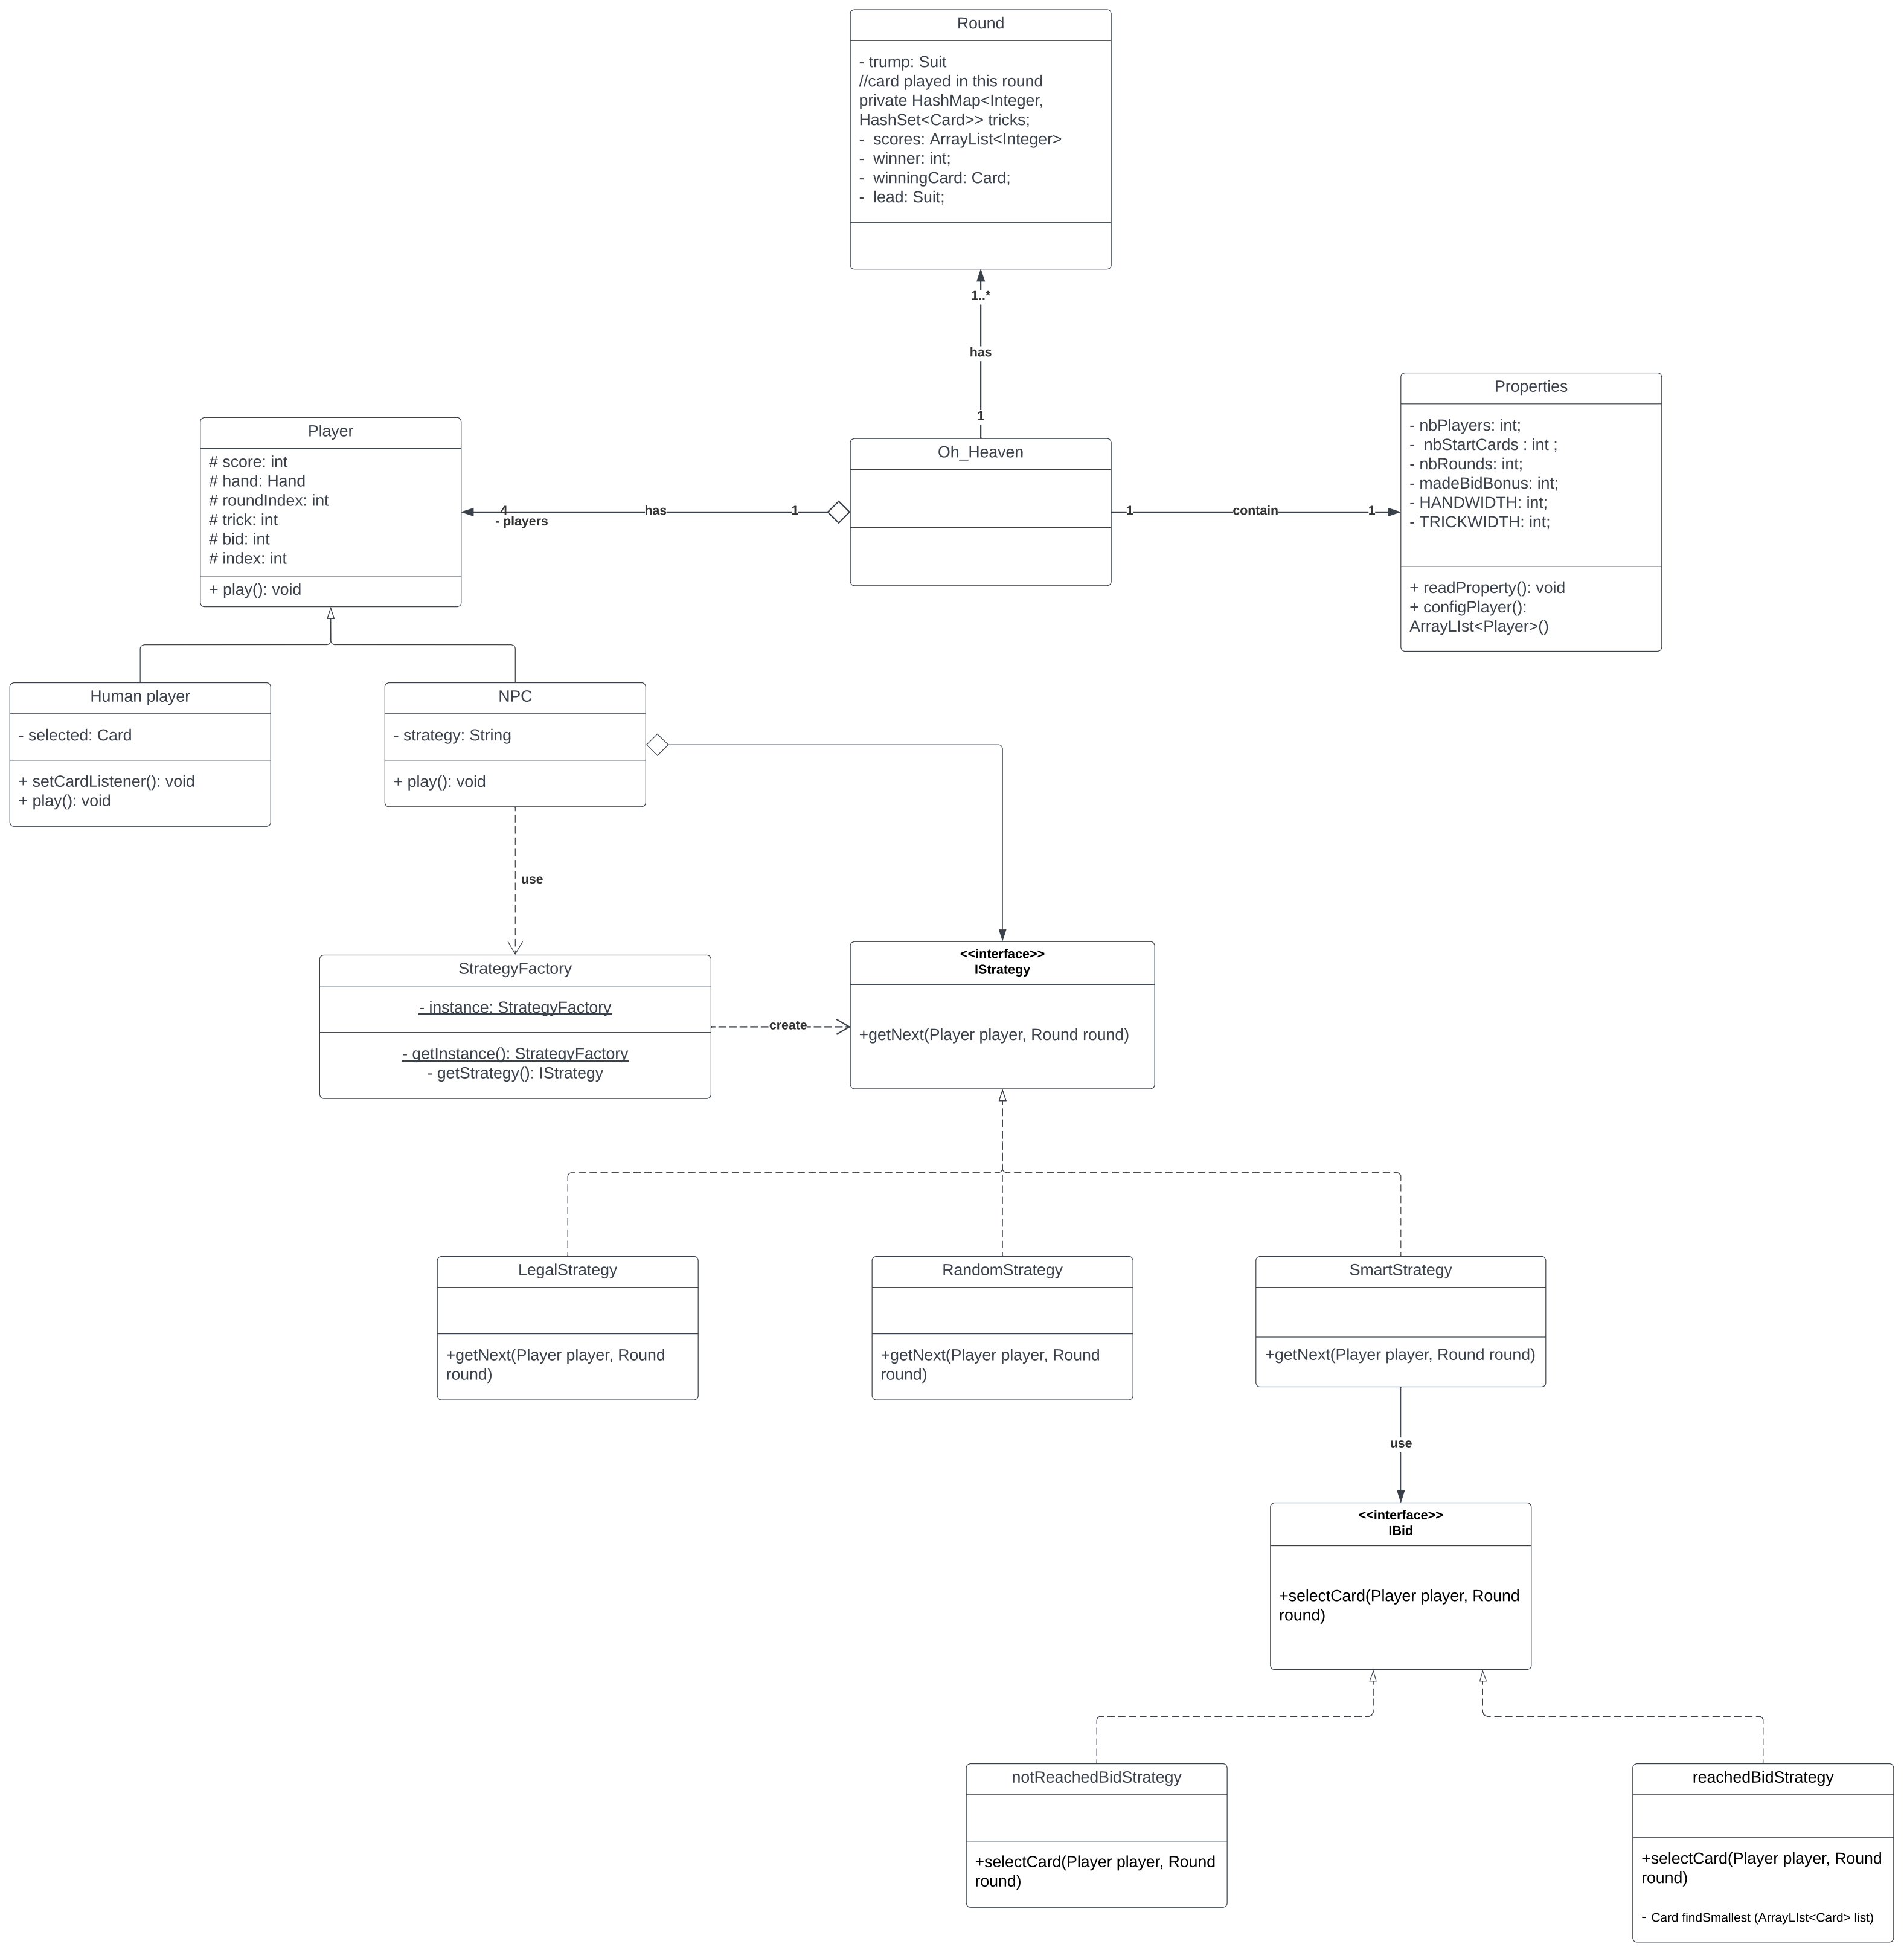 Round
- trump: Suit
//card played in this round
private HashMap<Integer,
HashSet<Card>> tricks;
-  scores: ArrayList<Integer>
-  winner: int;
-  winningCard: Card;
-  lead: Suit;
1..*
has
1
Properties
- nbPlayers: int;
-  nbStartCards : int ;
- nbRounds: int;
- madeBidBonus: int;
- HANDWIDTH: int;
- TRICKWIDTH: int;
+ readProperty(): void
+ configPlayer():
ArrayLIst<Player>()
Player
# score: int
# hand: Hand
# roundIndex: int
# trick: int
# bid: int
# index: int
+ play(): void
Oh_Heaven
4
- players
has
1
1
contain
1
Human player
- selected: Card
+ setCardListener(): void
+ play(): void
NPC
- strategy: String
+ play(): void
use
StrategyFactory
- instance: StrategyFactory
- getInstance(): StrategyFactory
- getStrategy(): IStrategy
create
<<interface>>
IStrategy
+getNext(Player player, Round round)
LegalStrategy
+getNext(Player player, Round
round)
RandomStrategy
+getNext(Player player, Round
round)
SmartStrategy
+getNext(Player player, Round round)
use
<<interface>>
IBid
+selectCard(Player player, Round
round)
notReachedBidStrategy
+selectCard(Player player, Round
round)
reachedBidStrategy
+selectCard(Player player, Round
round)
- Card findSmallest (ArrayLIst<Card> list)